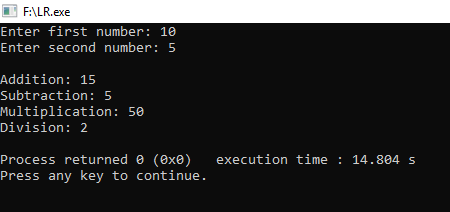 F:\LR.exe
Enter first number: 10
Enter second number: 5
Addition: 15
Subtraction: 5
Multiplication: 50
Division: 2
Process returned 0 (0x0)   execution time : 14.804 s
Press any key to continue.